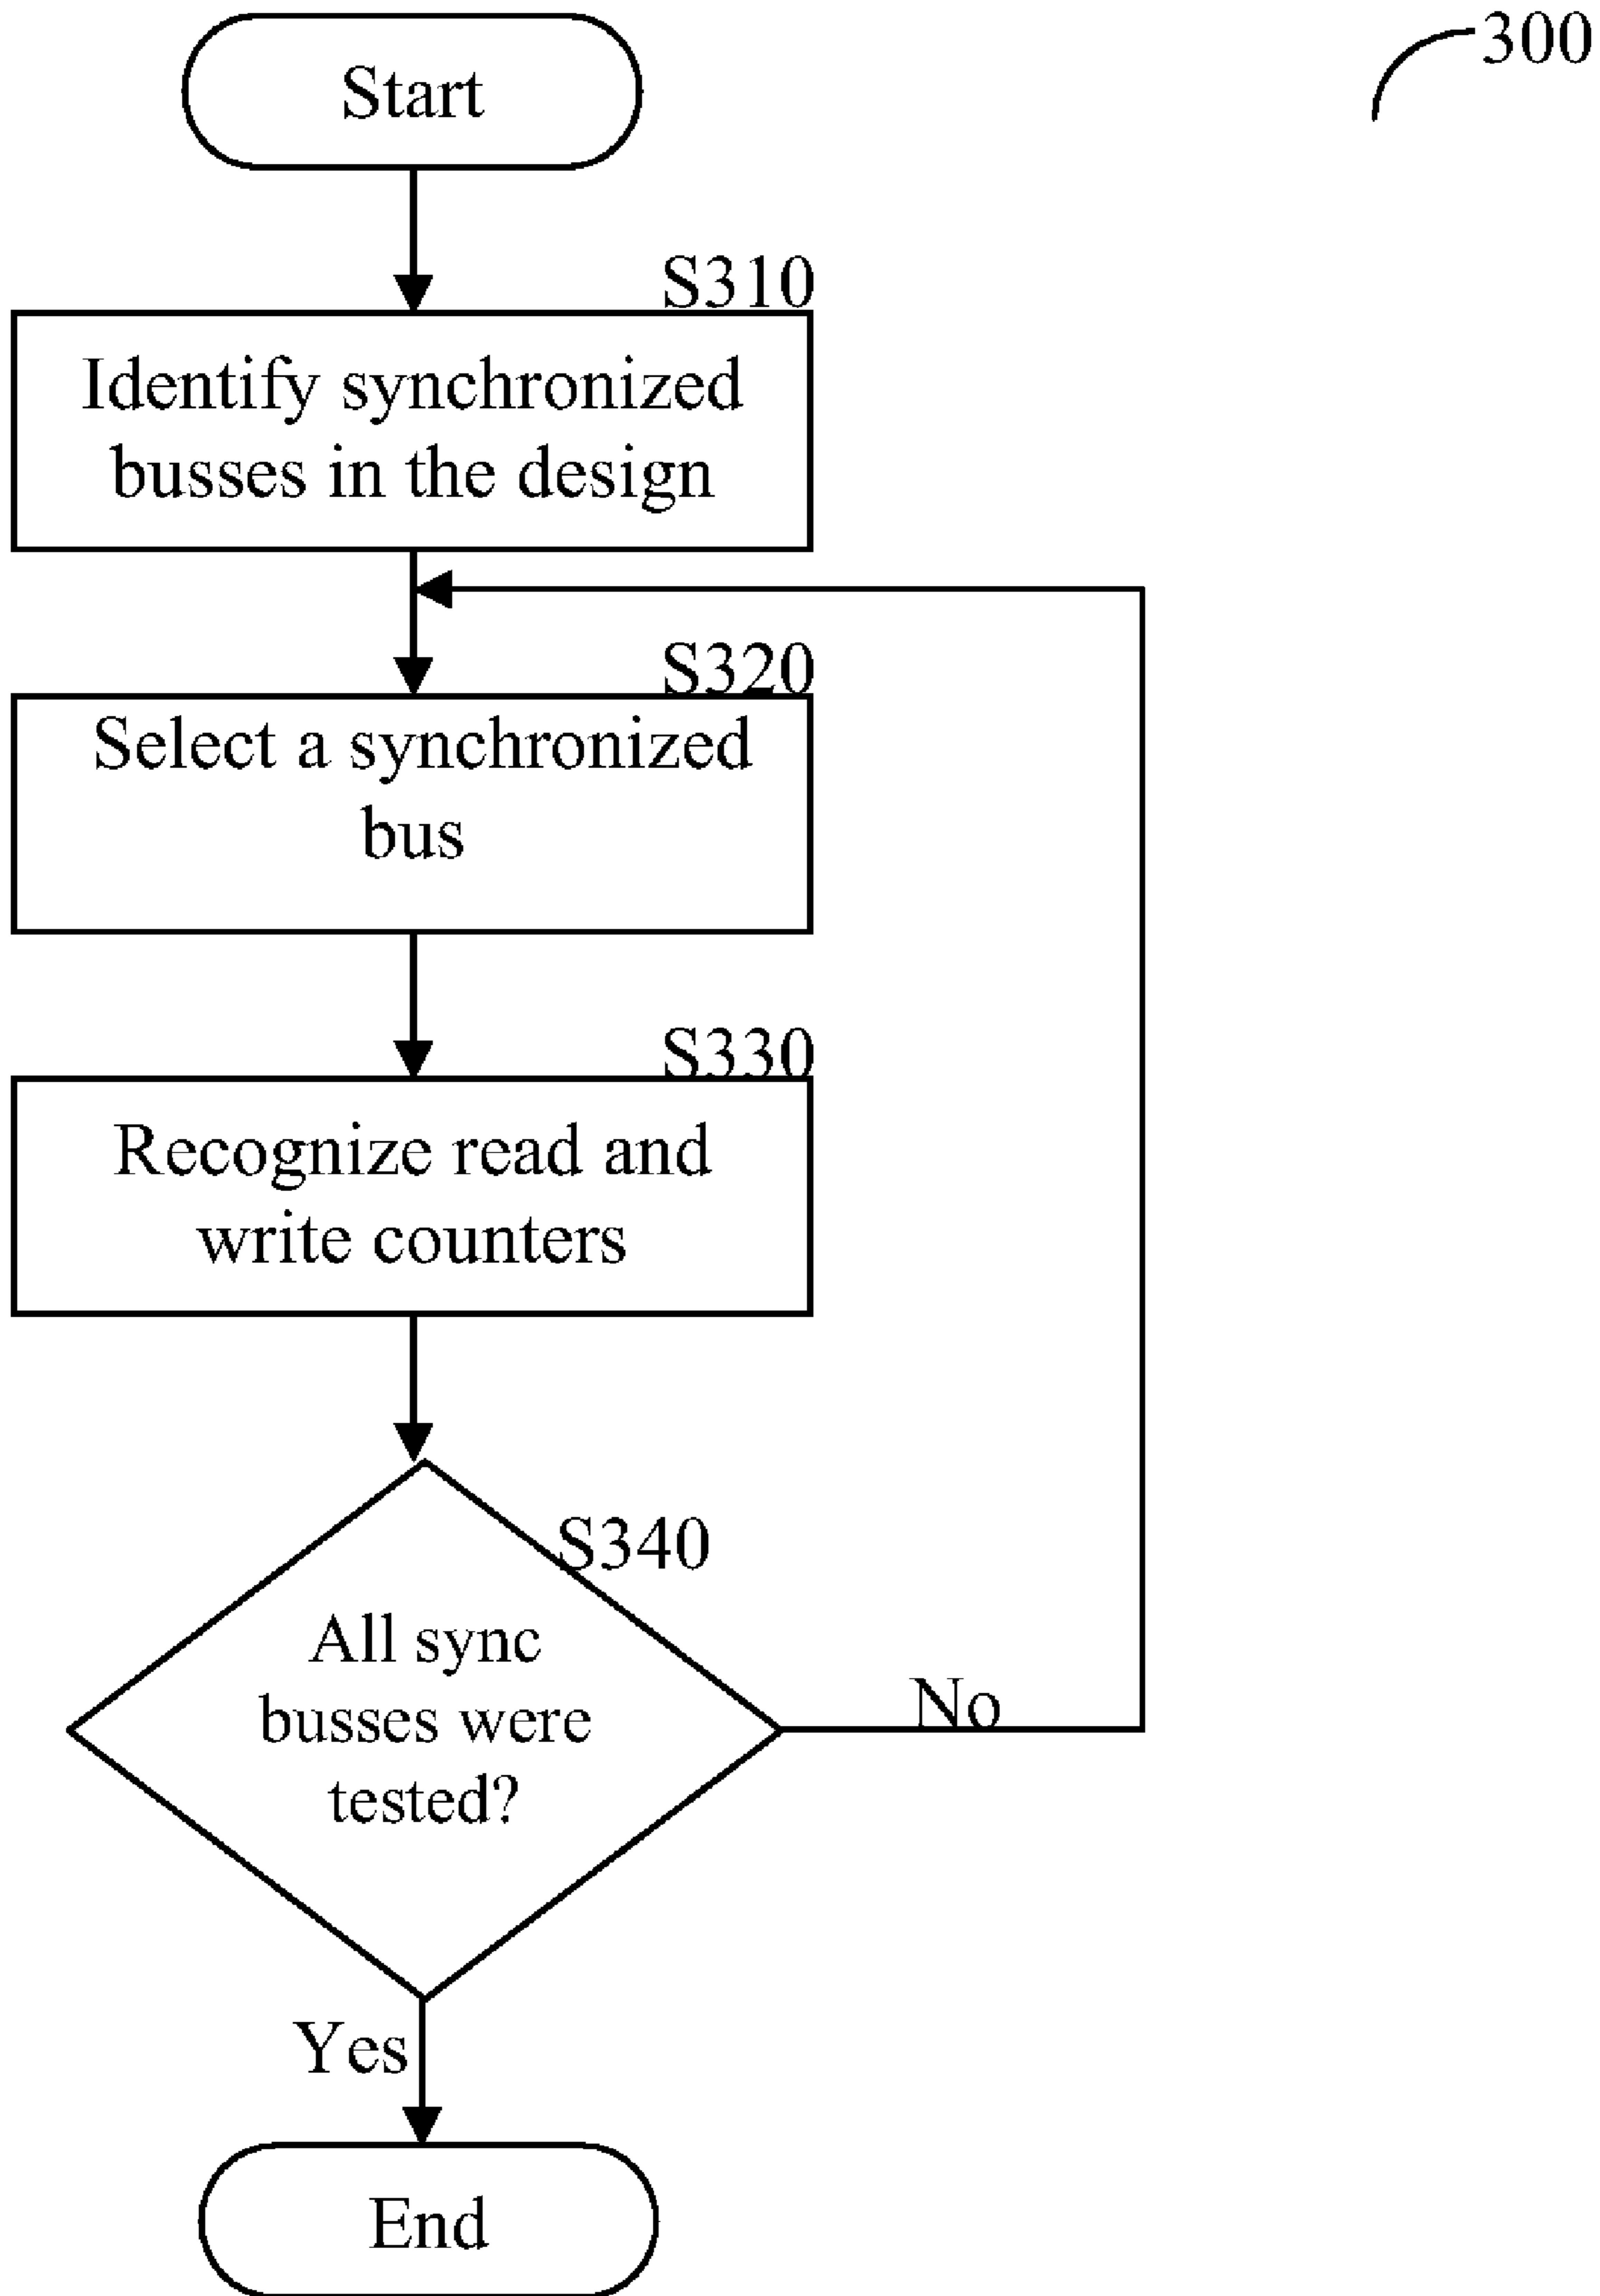 300
Start
S310
Identify synchronized
busses in the design
S320
Select a synchronized
bus
S330
Recognize read and
write counters
S340
All sync
busses were
tested?
No
Yes
End